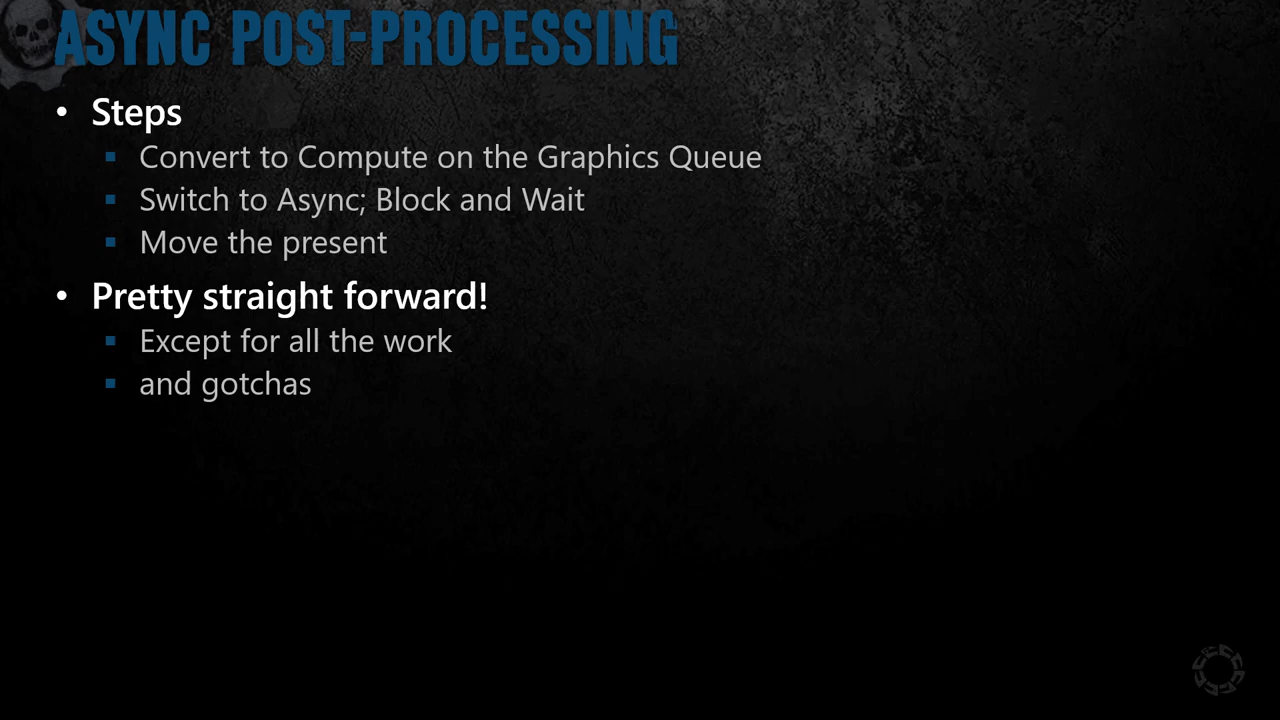 ASYNC POST-PROCESSING
• Steps
▪ Convert to Compute on the Graphics Queue
▪ Switch to Async; Block and Wait
▪ Move the present
• Pretty straight forward!
▪ Except for all the work
▪ and gotchas